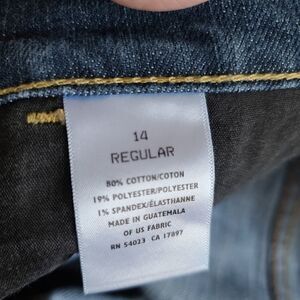 14
REGULAR
80% COTTON/COTON
19% POLYESTER/POLYESTER
1% SPANDEX/ÉLASTHANNE
MADE IN GUATEMALA
OF US FABRIC
RN 54023 CA 17897